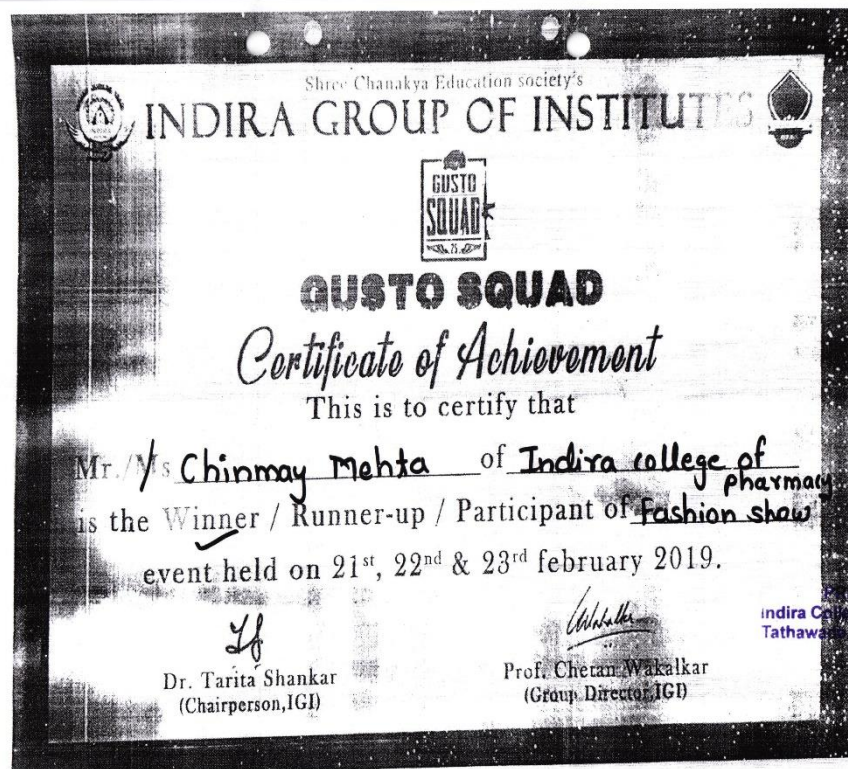 Shree Chanakya Education society's
INDIRA GROUP OF INSTITUTES
GUSTO
SQUAD
25
GUSTO SQUAD
Certificate of Achievement
This is to certify that
Mr./Ms Chinmay Mehta of Indira college of pharmacy
is the Winner / Runner-up / Participant of Fashion show
event held on 21st, 22nd & 23rd february 2019.
Dr. Tarita Shankar
(Chairperson,IGI)
Prof. Chetan Wakalkar
(Group Director,IGI)
Indira